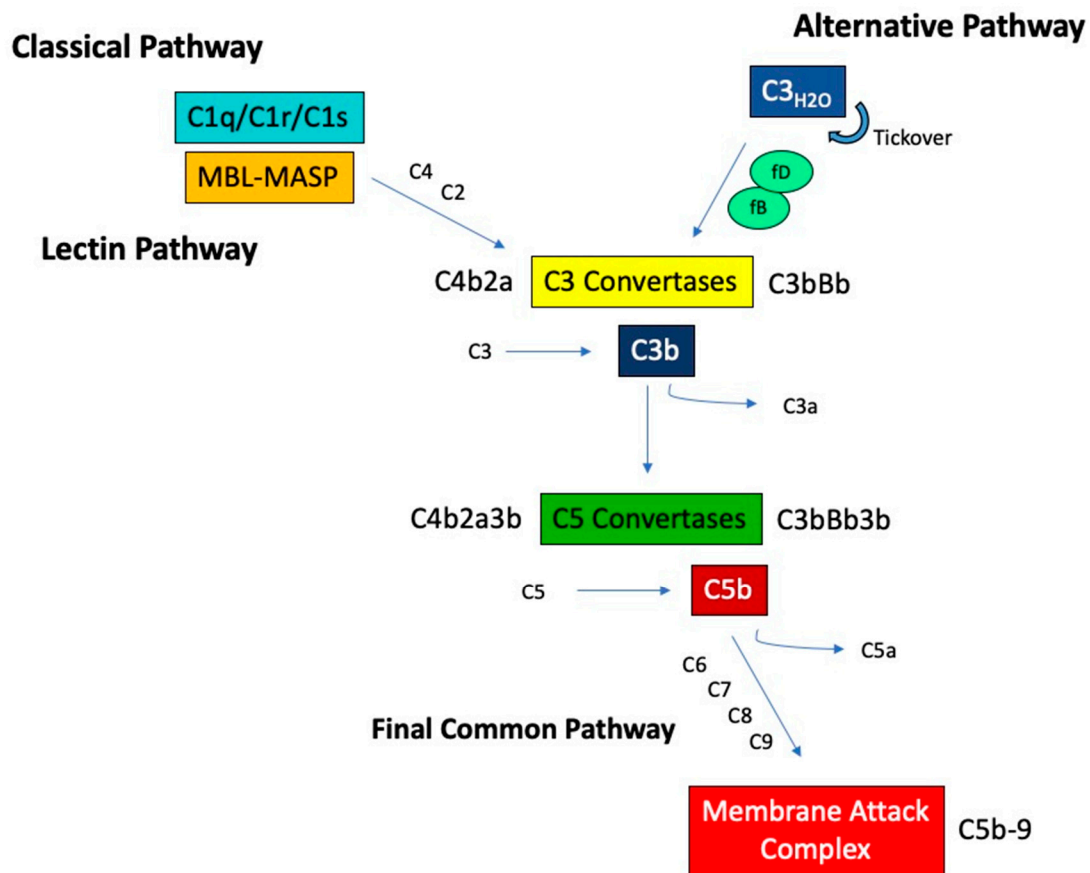 Classical Pathway
Alternative Pathway
C1q/C1r/C1s
C3H2O
Tickover
MBL-MASP
C4
C2
fD
fB
Lectin Pathway
C4b2a
C3 Convertases
C3bBb
C3
C3b
C3a
C4b2a3b
C5 Convertases
C3bBb3b
C5
C5b
C5a
C6
C7
C8
C9
Final Common Pathway
Membrane Attack
Complex
C5b-9